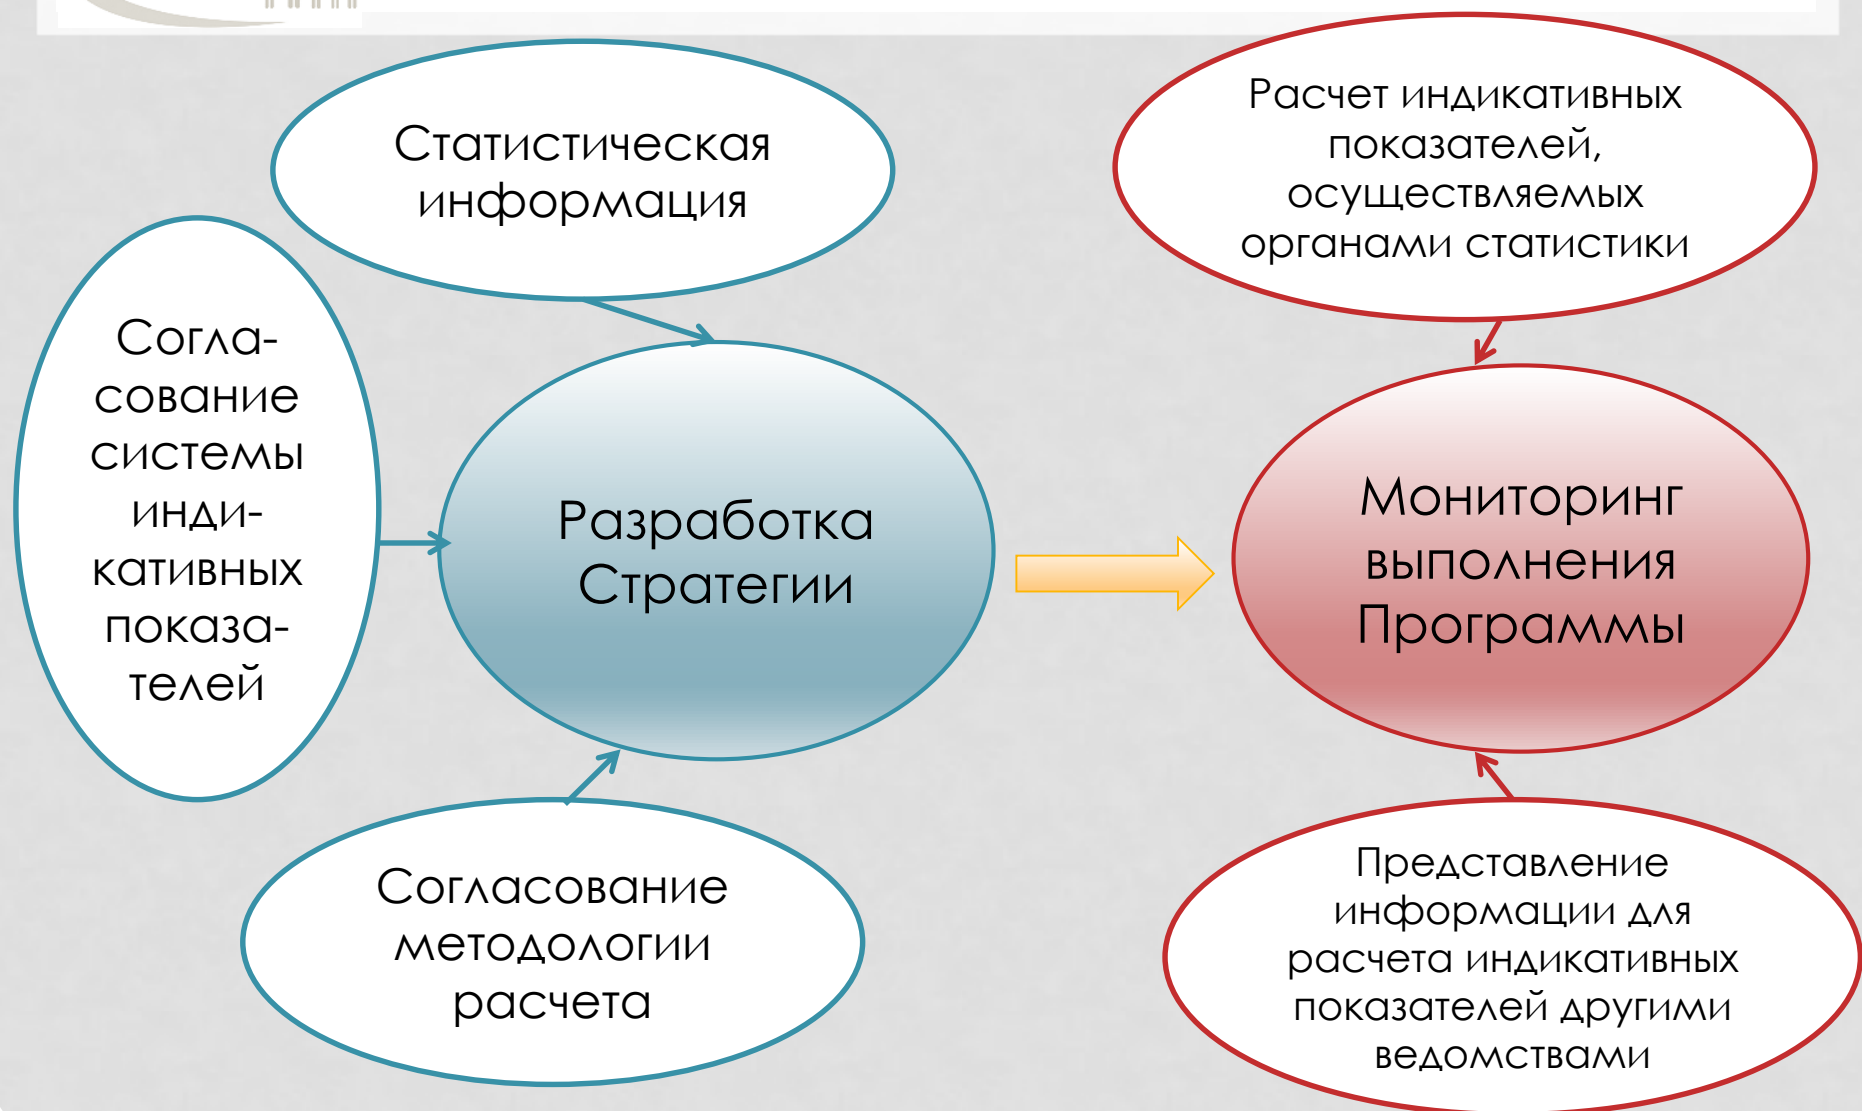 Статистическая
информация
Согла-
сование
системы
инди-
кативных
показа-
телей
Разработка
Стратегии
Согласование
методологии
расчета
Расчет индикативных
показателей,
осуществляемых
органами статистики
Мониторинг
выполнения
Программы
Представление
информации для
расчета индикативных
показателей другими
ведомствами